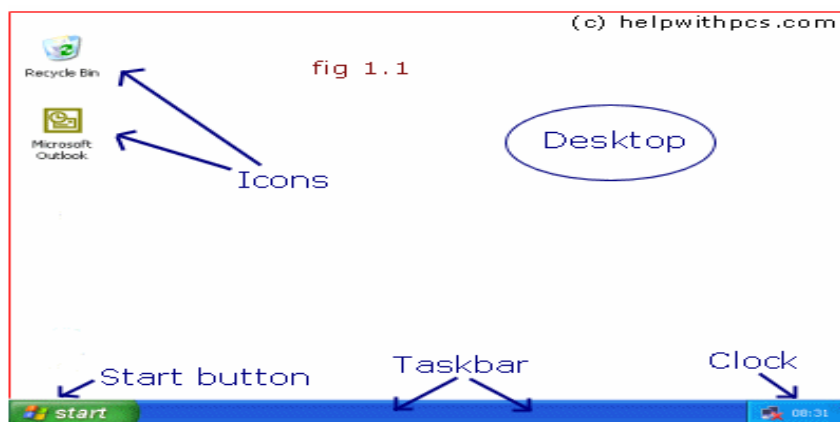 (c) helpwithpcs.com
Recycle Bin
fig 1.1
Microsoft
Outlook
Desktop
Icons
Start button
Taskbar
Clock
start
08:31